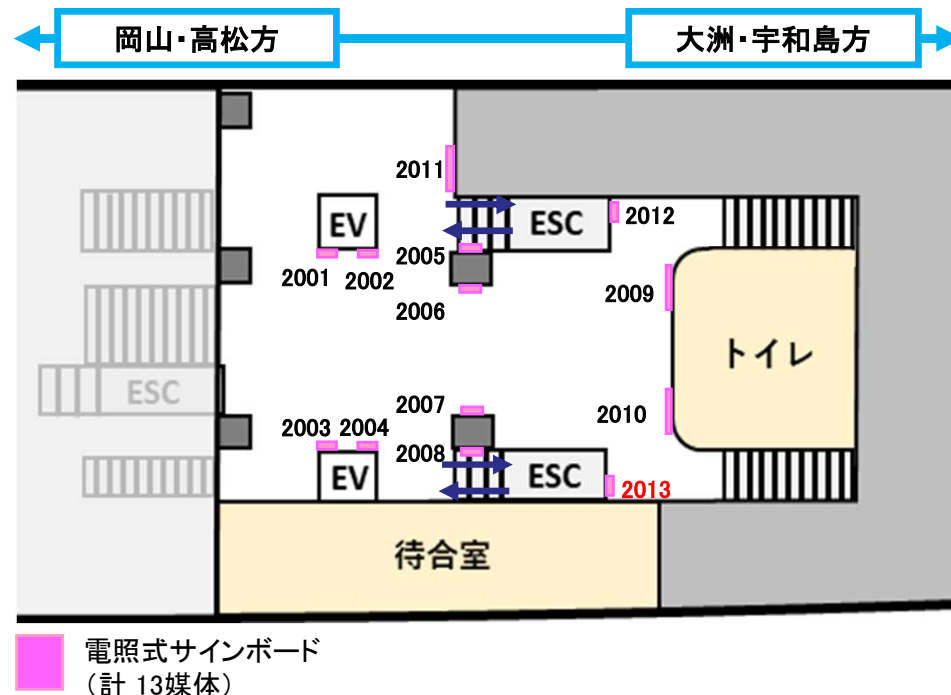 岡山・高松方
大洲・宇和島方
2011
2012
EV
ESC
2005
2001
2002
2009
2006
トイレ
ESC
2007
2010
2003
2004
2008
EV
ESC
2013
待合室
電照式サインボード
(計 13媒体)